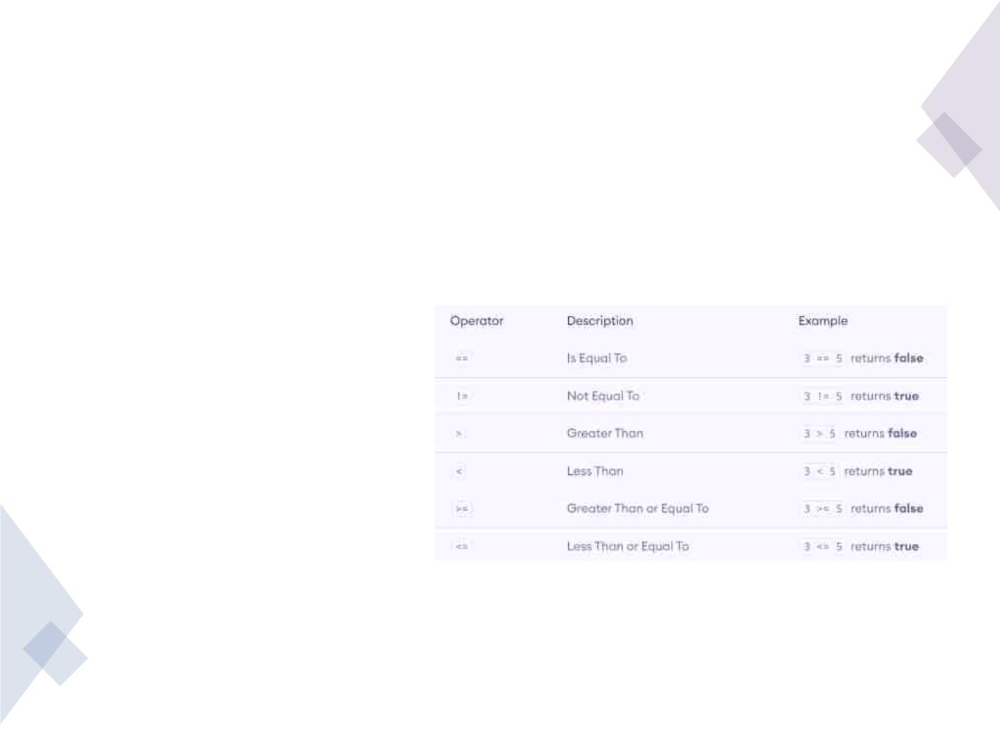 Operator Description Example
== Is Equal To 3 == 5 returns false
!= Not Equal To 3 != 5 returns true
> Greater Than 3 > 5 returns false
< Less Than 3 < 5 returns true
>= Greater Than or Equal To 3 >= 5 returns false
<= Less Than or Equal To 3 <= 5 returns true